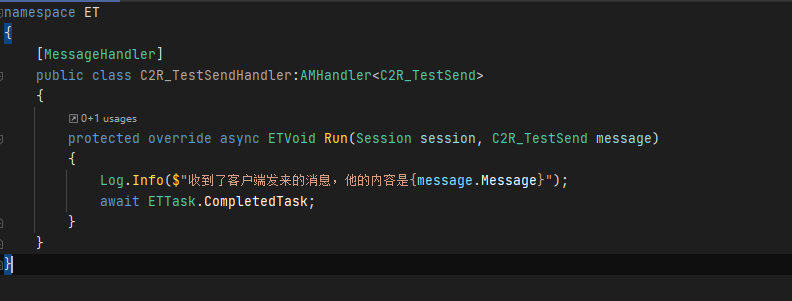 namespace ET
{
[MessageHandler]
public class C2R_TestSendHandler:AMHandler<C2R_TestSend>
{
0+1 usages
protected override async ETVoid Run(Session session, C2R_TestSend message)
{
Log.Info($"收到了客户端发来的消息，他的内容是{message.Message}");
await ETTask.CompletedTask;
}
}
}